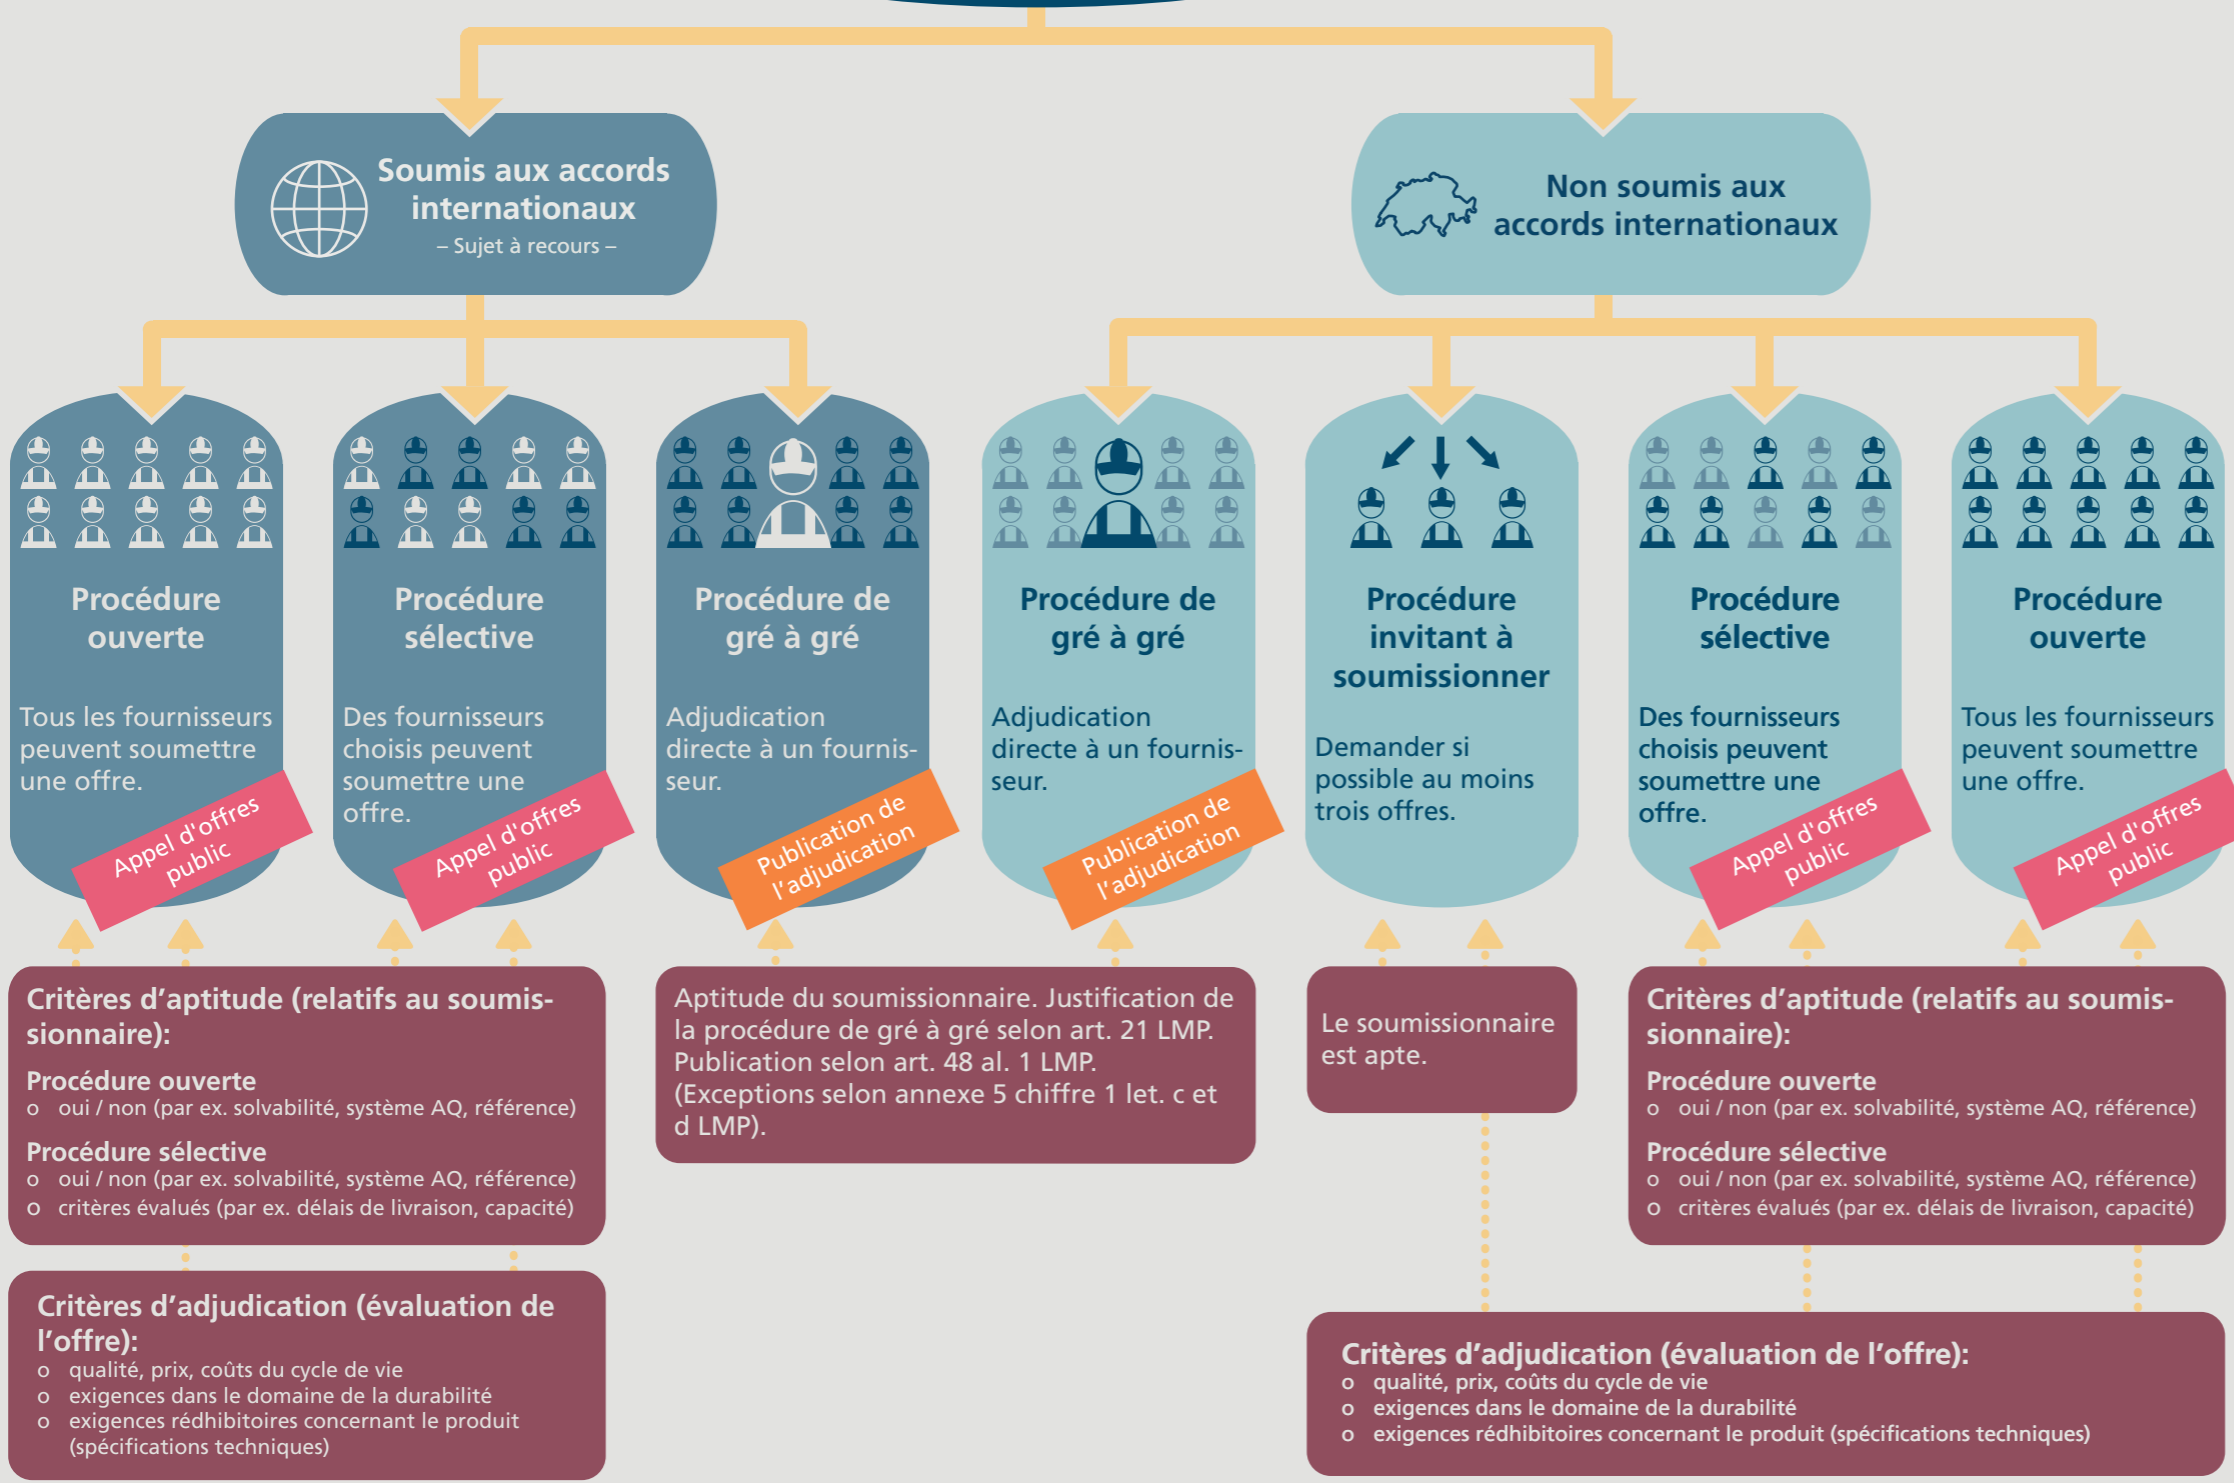 Soumis aux accords
internationaux
– Sujet à recours –
Non soumis aux
accords internationaux
Procédure
ouverte
Tous les fournisseurs
peuvent soumettre
une offre.
Appel d'offres
public
Procédure
sélective
Des fournisseurs
choisis peuvent
soumettre une
offre.
Appel d'offres
public
Procédure de
gré à gré
Adjudication
directe à un fournis-
seur.
Publication de
l’adjudication
Procédure de
gré à gré
Adjudication
directe à un fournis-
seur.
Publication de
l’adjudication
Procédure
invitant à
soumissionner
Demander si
possible au moins
trois offres.
Procédure
sélective
Des fournisseurs
choisis peuvent
soumettre une
offre.
Appel d'offres
public
Procédure
ouverte
Tous les fournisseurs
peuvent soumettre
une offre.
Appel d'offres
public
Critères d’aptitude (relatifs au soumis-
sionnaire):
Procédure ouverte
o oui / non (par ex. solvabilité, système AQ, référence)
Procédure sélective
o oui / non (par ex. solvabilité, système AQ, référence)
o critères évalués (par ex. délais de livraison, capacité)
Aptitude du soumissionnaire. Justification de
la procédure de gré à gré selon art. 21 LMP.
Publication selon art. 48 al. 1 LMP.
(Exceptions selon annexe 5 chiffre 1 let. c et
d LMP).
Le soumissionnaire
est apte.
Critères d’aptitude (relatifs au soumis-
sionnaire):
Procédure ouverte
o oui / non (par ex. solvabilité, système AQ, référence)
Procédure sélective
o oui / non (par ex. solvabilité, système AQ, référence)
o critères évalués (par ex. délais de livraison, capacité)
Critères d’adjudication (évaluation de
l’offre):
o qualité, prix, coûts du cycle de vie
o exigences dans le domaine de la durabilité
o exigences rédhibitoires concernant le produit
(spécifications techniques)
Critères d’adjudication (évaluation de l’offre):
o qualité, prix, coûts du cycle de vie
o exigences dans le domaine de la durabilité
o exigences rédhibitoires concernant le produit (spécifications techniques)